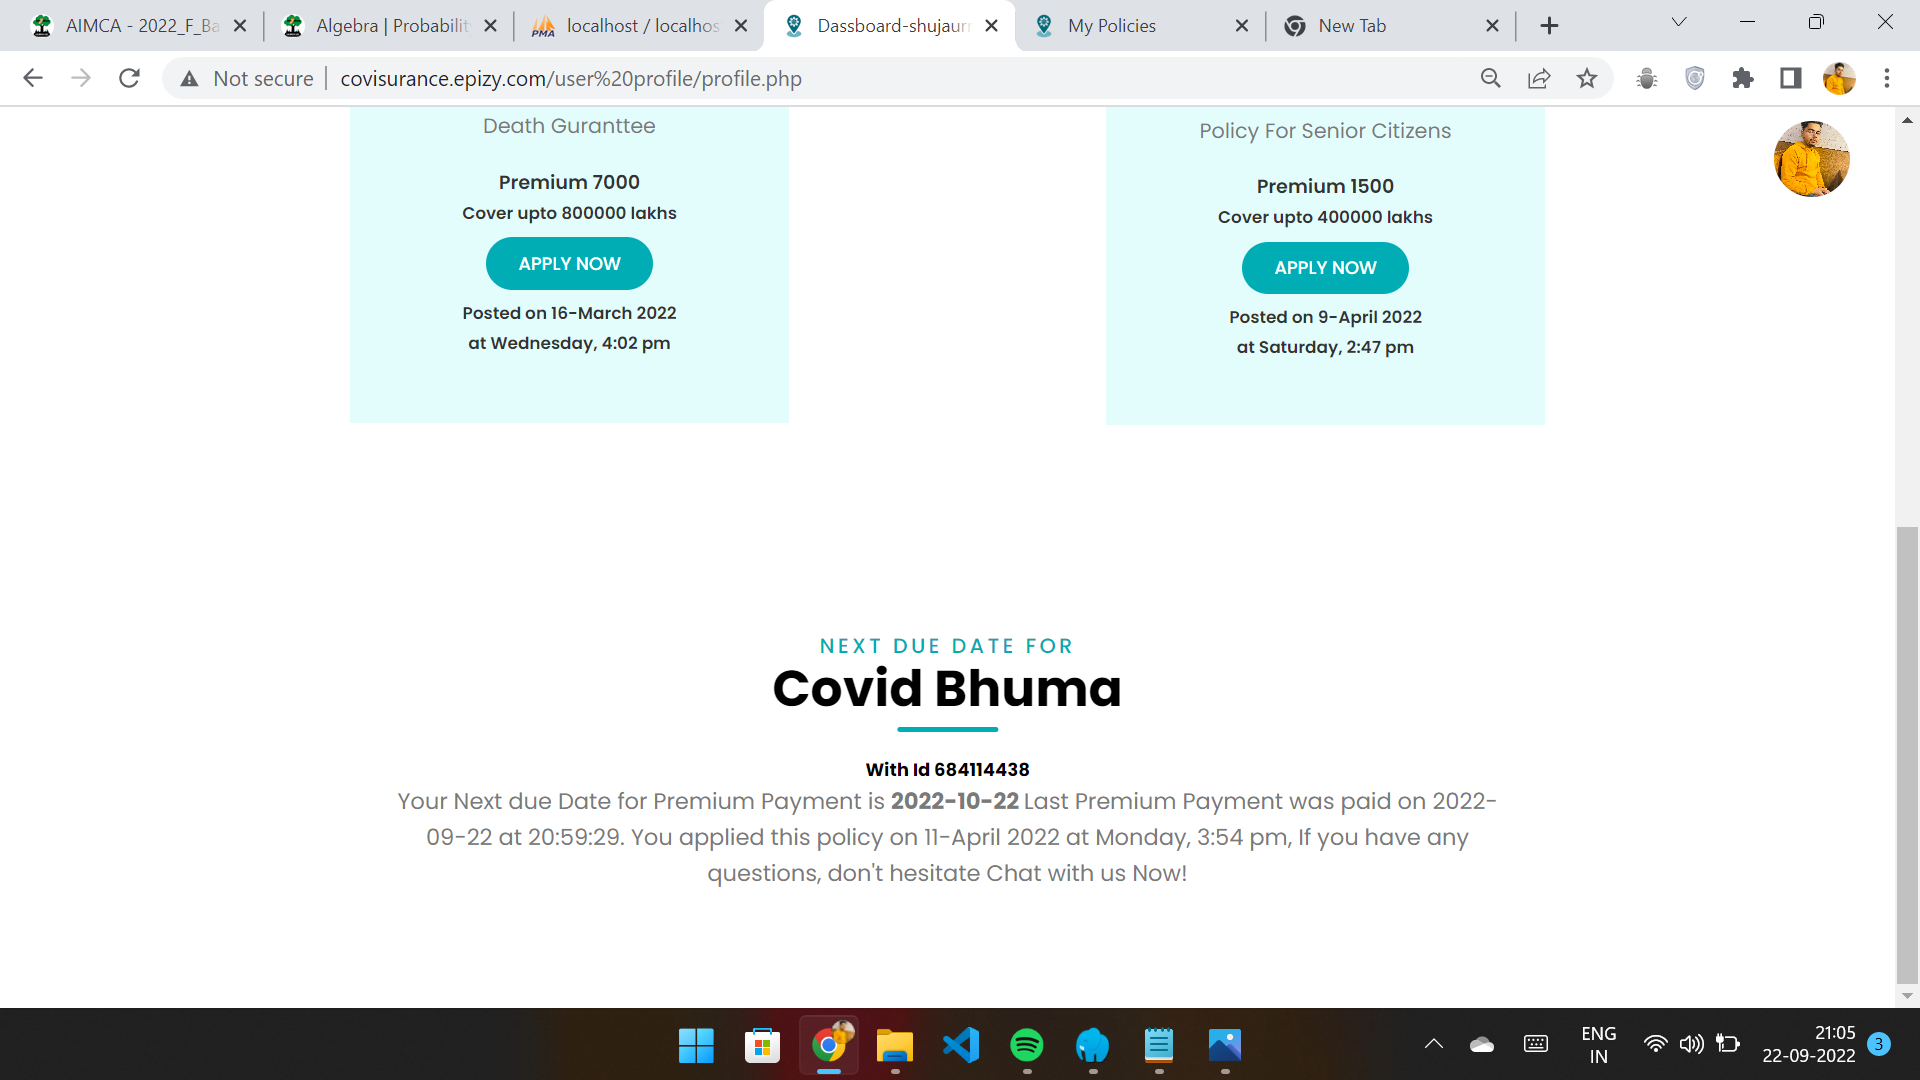 AIMCA - 2022_F_Ba
Algebra | Probabilit
localhost / localhos
Dassboard-shujaurr
My Policies
New Tab
Not secure
covisurance.epizy.com/user%20profile/profile.php
Death Guranttee
Premium 7000
Cover upto 800000 lakhs
APPLY NOW
Posted on 16-March 2022
at Wednesday, 4:02 pm
Policy For Senior Citizens
Premium 1500
Cover upto 400000 lakhs
APPLY NOW
Posted on 9-April 2022
at Saturday, 2:47 pm
NEXT DUE DATE FOR
Covid Bhuma
With Id 684114438
Your Next due Date for Premium Payment is 2022-10-22 Last Premium Payment was paid on 2022-
09-22 at 20:59:29. You applied this policy on 11-April 2022 at Monday, 3:54 pm, If you have any
questions, don't hesitate Chat with us Now!
ENG
IN
21:05
22-09-2022
3